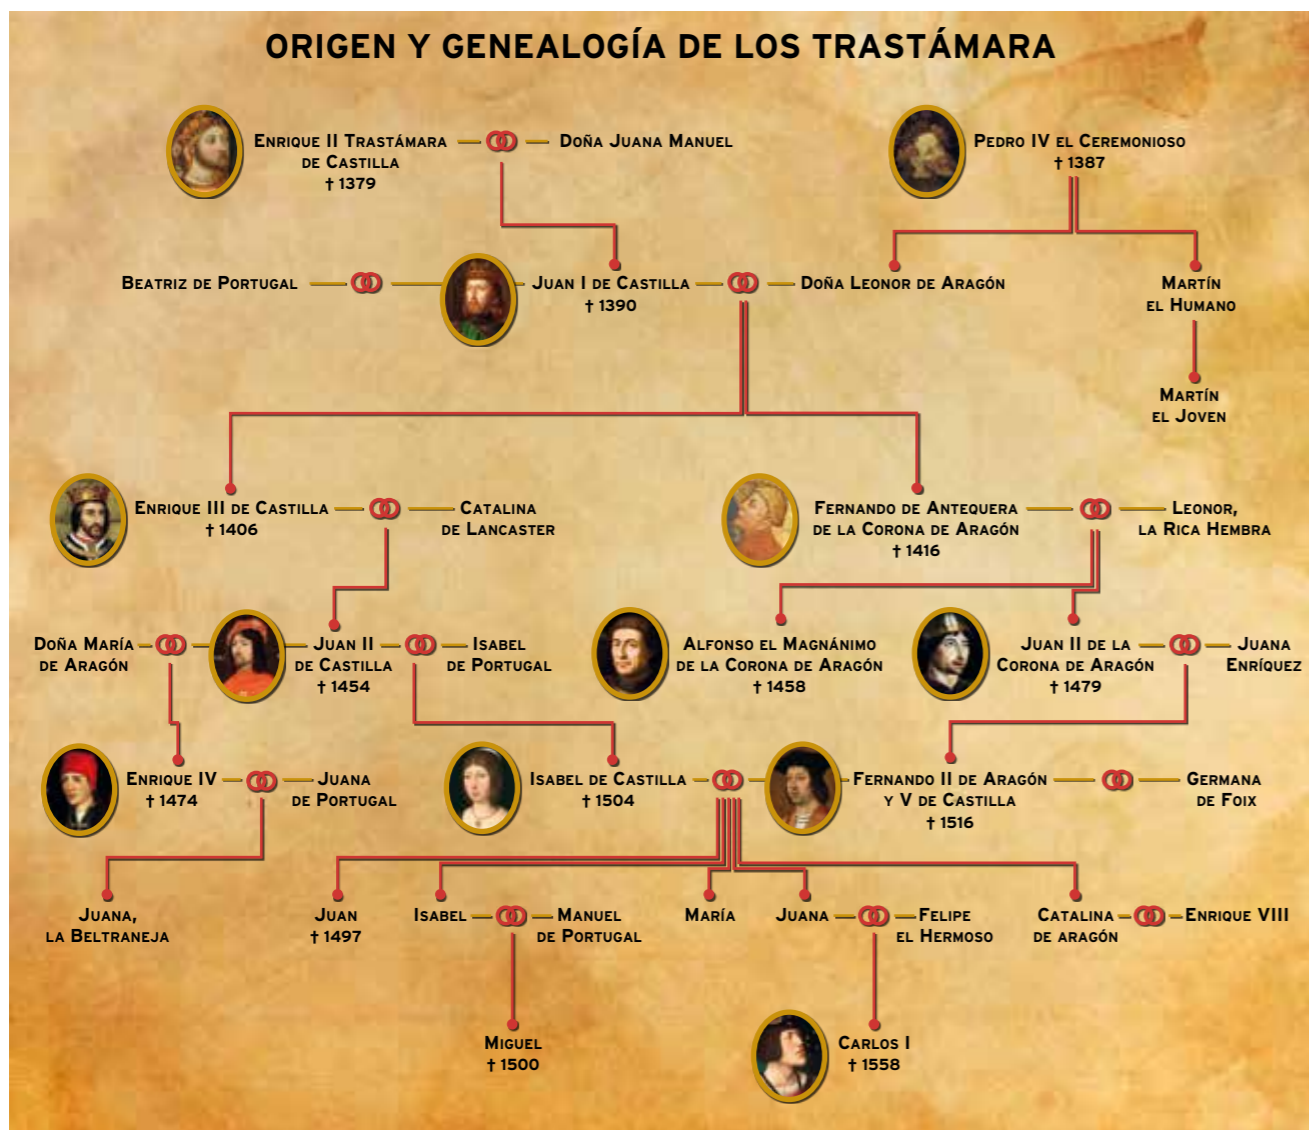 ORIGEN Y GENEALOGÍA DE LOS TRASTÁMARA
ENRIQUE II TRASTÁMARA
DE CASTILLA
† 1379
DOÑA JUANA MANUEL
PEDRO IV EL CEREMONIOSO
† 1387
BEATRIZ DE PORTUGAL
JUAN I DE CASTILLA
† 1390
DOÑA LEONOR DE ARAGÓN
MARTÍN
EL HUMANO
MARTÍN
EL JOVEN
ENRIQUE III DE CASTILLA
† 1406
CATALINA
DE LANCASTER
FERNANDO DE ANTEQUERA
DE LA CORONA DE ARAGÓN
† 1416
LEONOR,
LA RICA HEMBRA
DOÑA MARÍA
DE ARAGÓN
JUAN II
DE CASTILLA
† 1454
ISABEL
DE PORTUGAL
ALFONSO EL MAGNÁNIMO
DE LA CORONA DE ARAGÓN
† 1458
JUAN II DE LA
CORONA DE ARAGÓN
† 1479
JUANA
ENRÍQUEZ
ENRIQUE IV
† 1474
JUANA
DE PORTUGAL
ISABEL DE CASTILLA
† 1504
FERNANDO II DE ARAGÓN
Y V DE CASTILLA
† 1516
GERMANA
DE FOIX
JUANA,
LA BELTRANEJA
JUAN
† 1497
ISABEL
MANUEL
DE PORTUGAL
MARÍA
JUANA
FELIPE
EL HERMOSO
CATALINA
DE ARAGÓN
ENRIQUE VIII
MIGUEL
† 1500
CARLOS I
† 1558